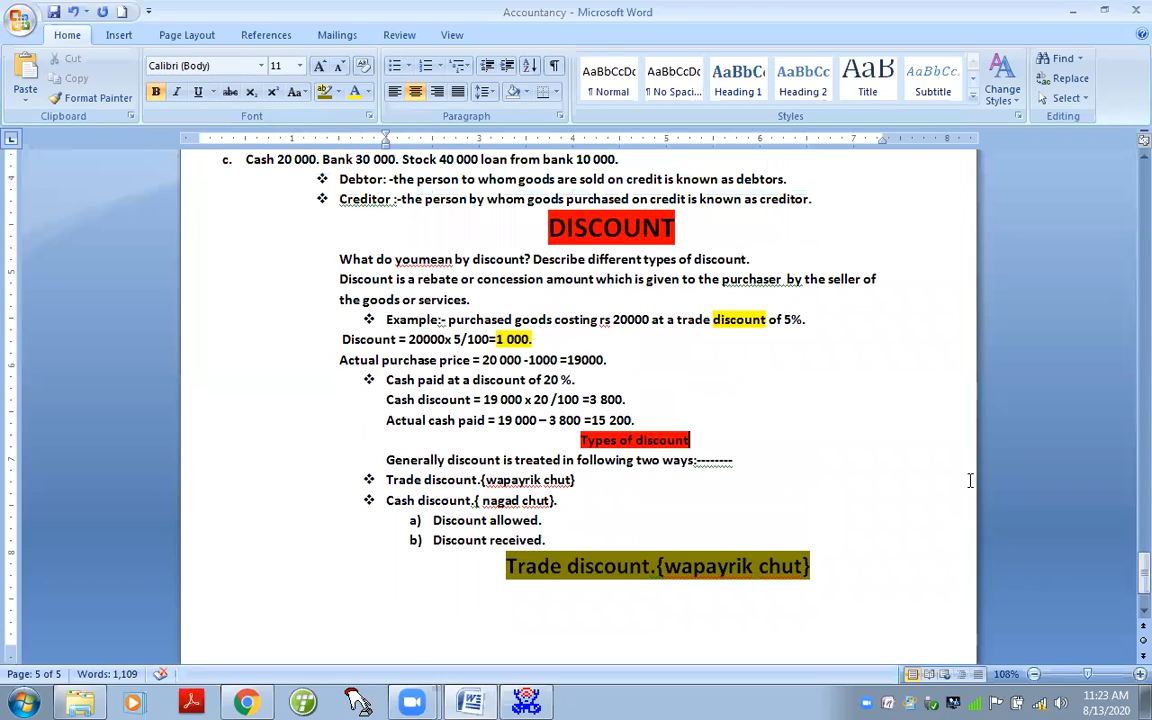 Accountancy - Microsoft Word
Home Insert Page Layout References Mailings Review View
Paste
Cut
Copy
Format Painter
Clipboard
Calibri (Body) 11
Font
Paragraph
AaBbCcDc AaBbCcDc AaBbC AaBbCc AaB AaBbCc
¶ Normal ¶ No Spaci... Heading 1 Heading 2 Title Subtitle
Change Styles
Styles
Find
Replace
Select
Editing
3 4 5 6 7 8
c. Cash 20 000. Bank 30 000. Stock 40 000 loan from bank 10 000.
❖ Debtor: -the person to whom goods are sold on credit is known as debtors.
❖ Creditor :-the person by whom goods purchased on credit is known as creditor.
DISCOUNT
What do youmean by discount? Describe different types of discount.
Discount is a rebate or concession amount which is given to the purchaser by the seller of
the goods or services.
❖ Example:- purchased goods costing rs 20000 at a trade discount of 5%.
Discount = 20000x 5/100=1 000.
Actual purchase price = 20 000 -1000 =19000.
❖ Cash paid at a discount of 20 %.
Cash discount = 19 000 x 20 /100 =3 800.
Actual cash paid = 19 000 – 3 800 =15 200.
Types of discount
Generally discount is treated in following two ways:--------
❖ Trade discount.{wapayrik chut}
❖ Cash discount.{ nagad chut}.
a) Discount allowed.
b) Discount received.
Trade discount.{wapayrik chut}
Page: 5 of 5 Words: 1,109 108%
11:23 AM
8/13/2020